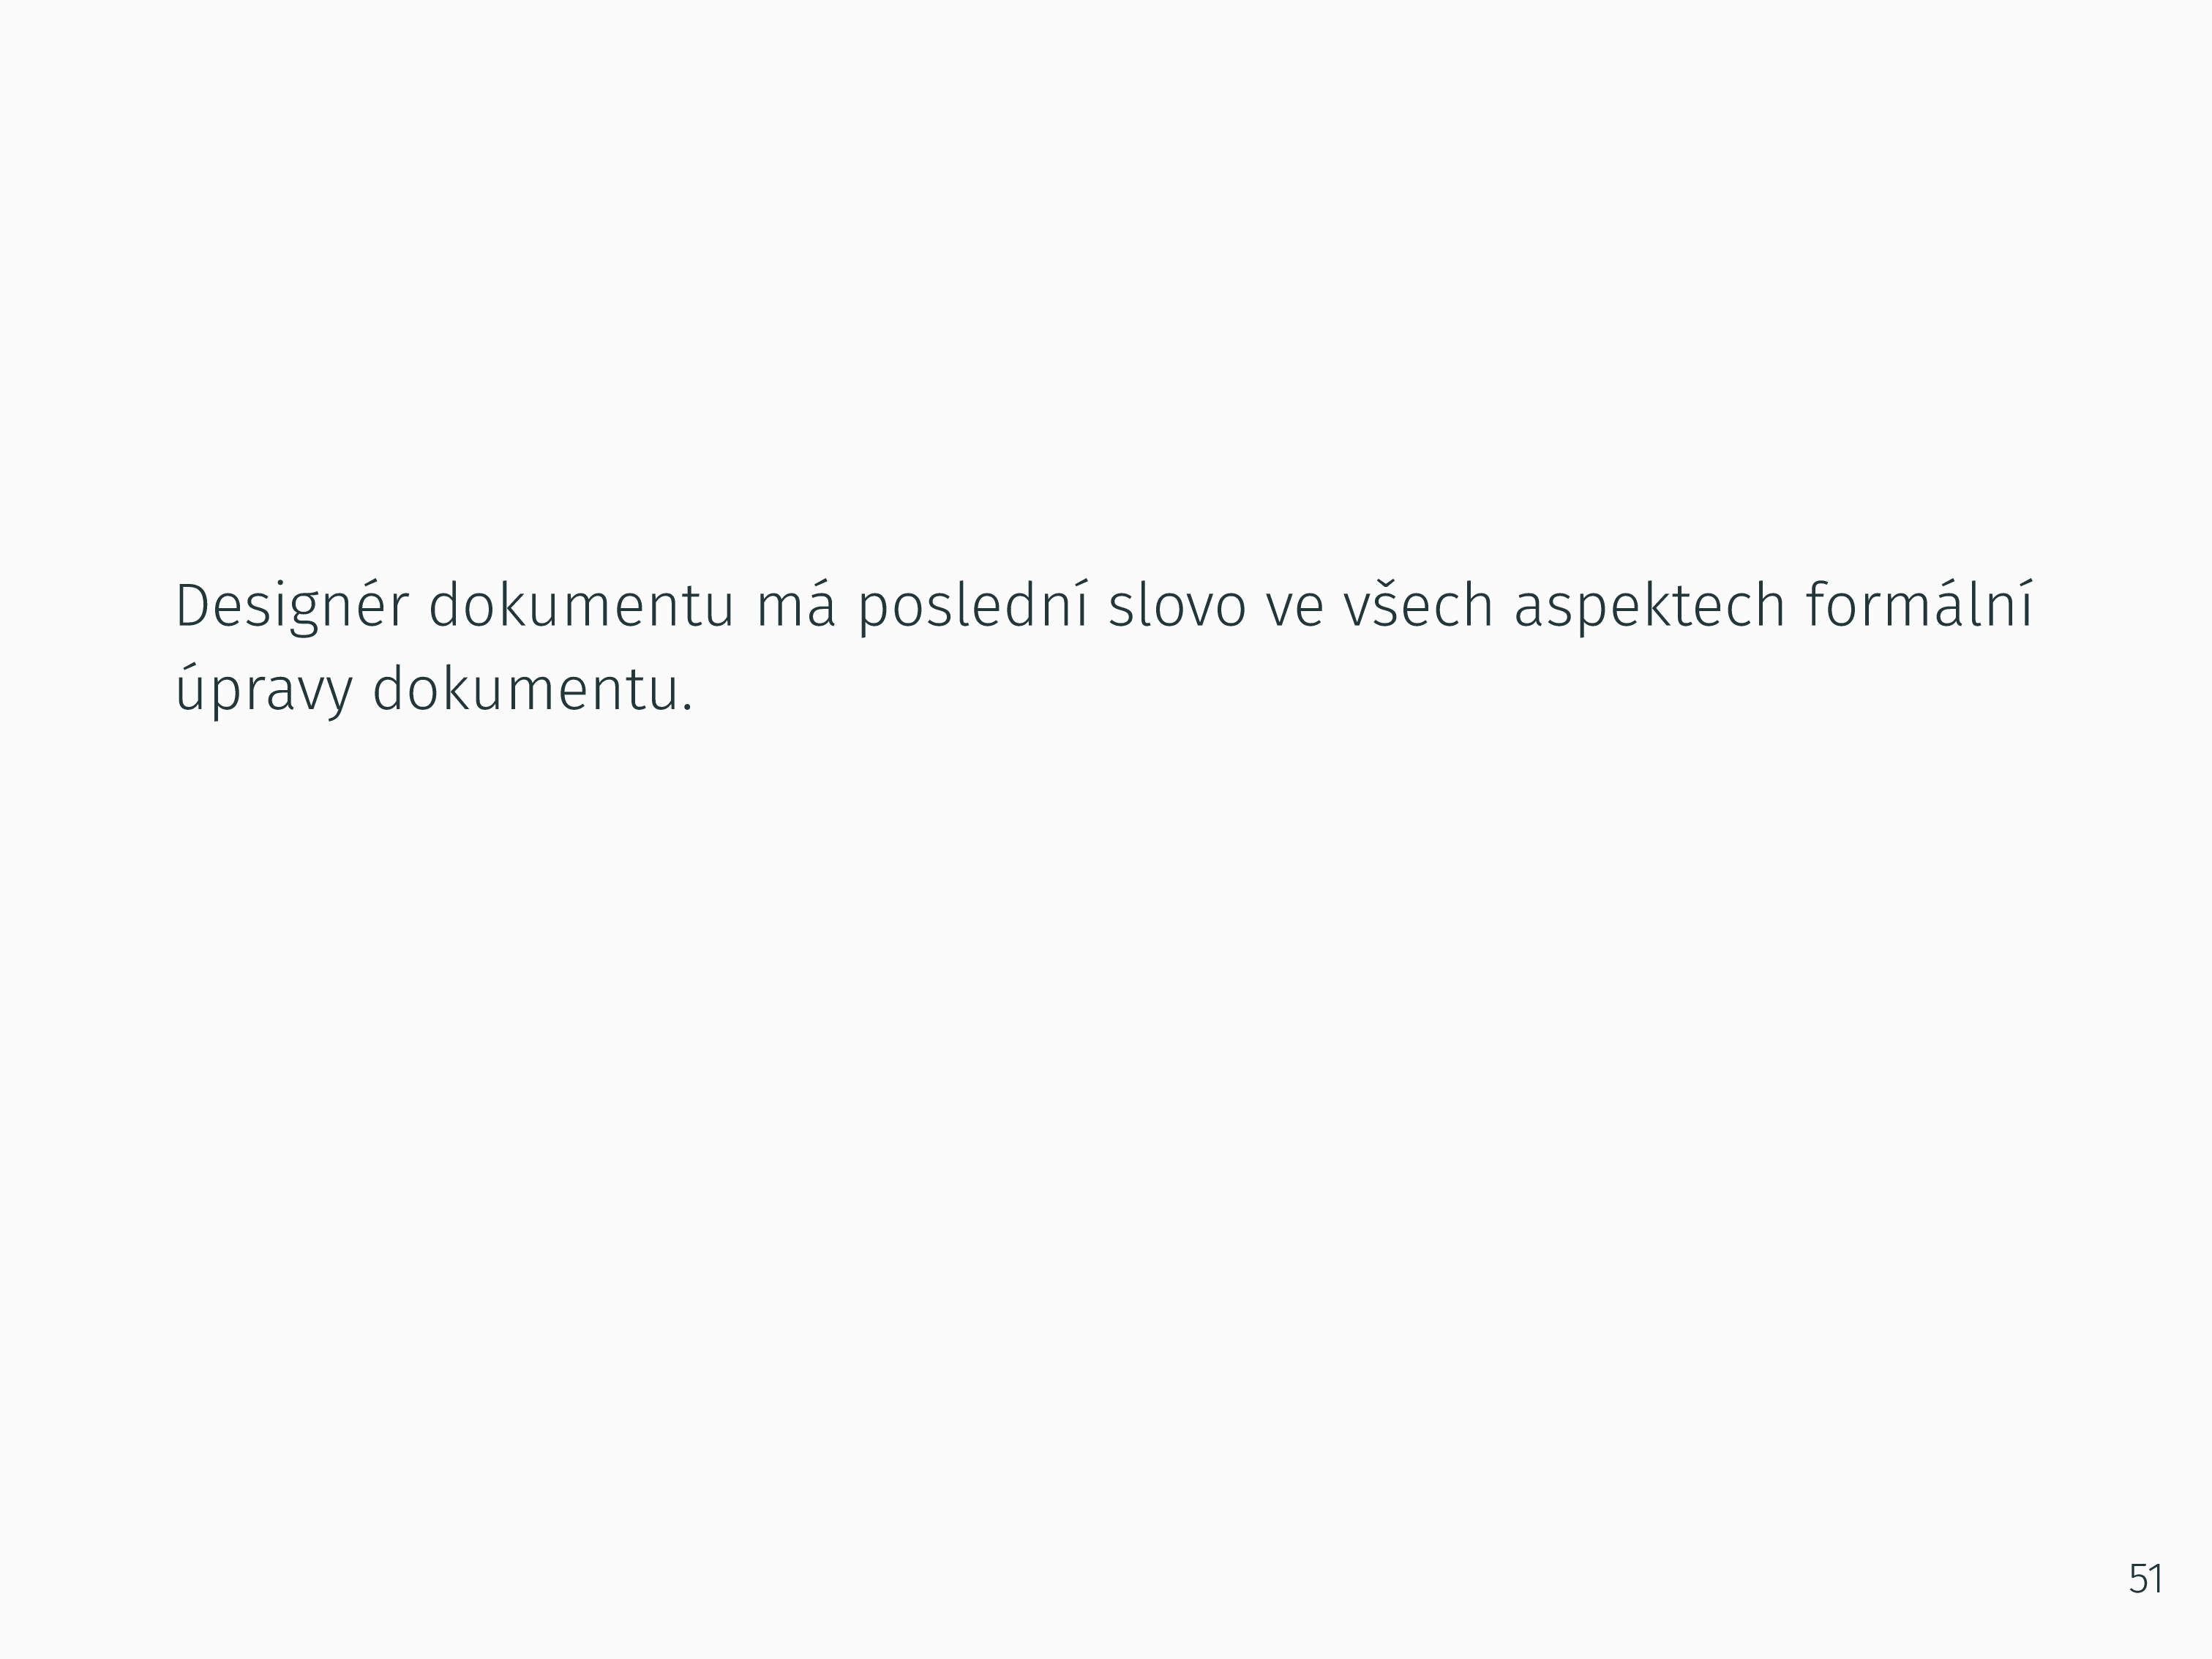 Designér dokumentu má poslední slovo ve všech aspektech formální
úpravy dokumentu.
51